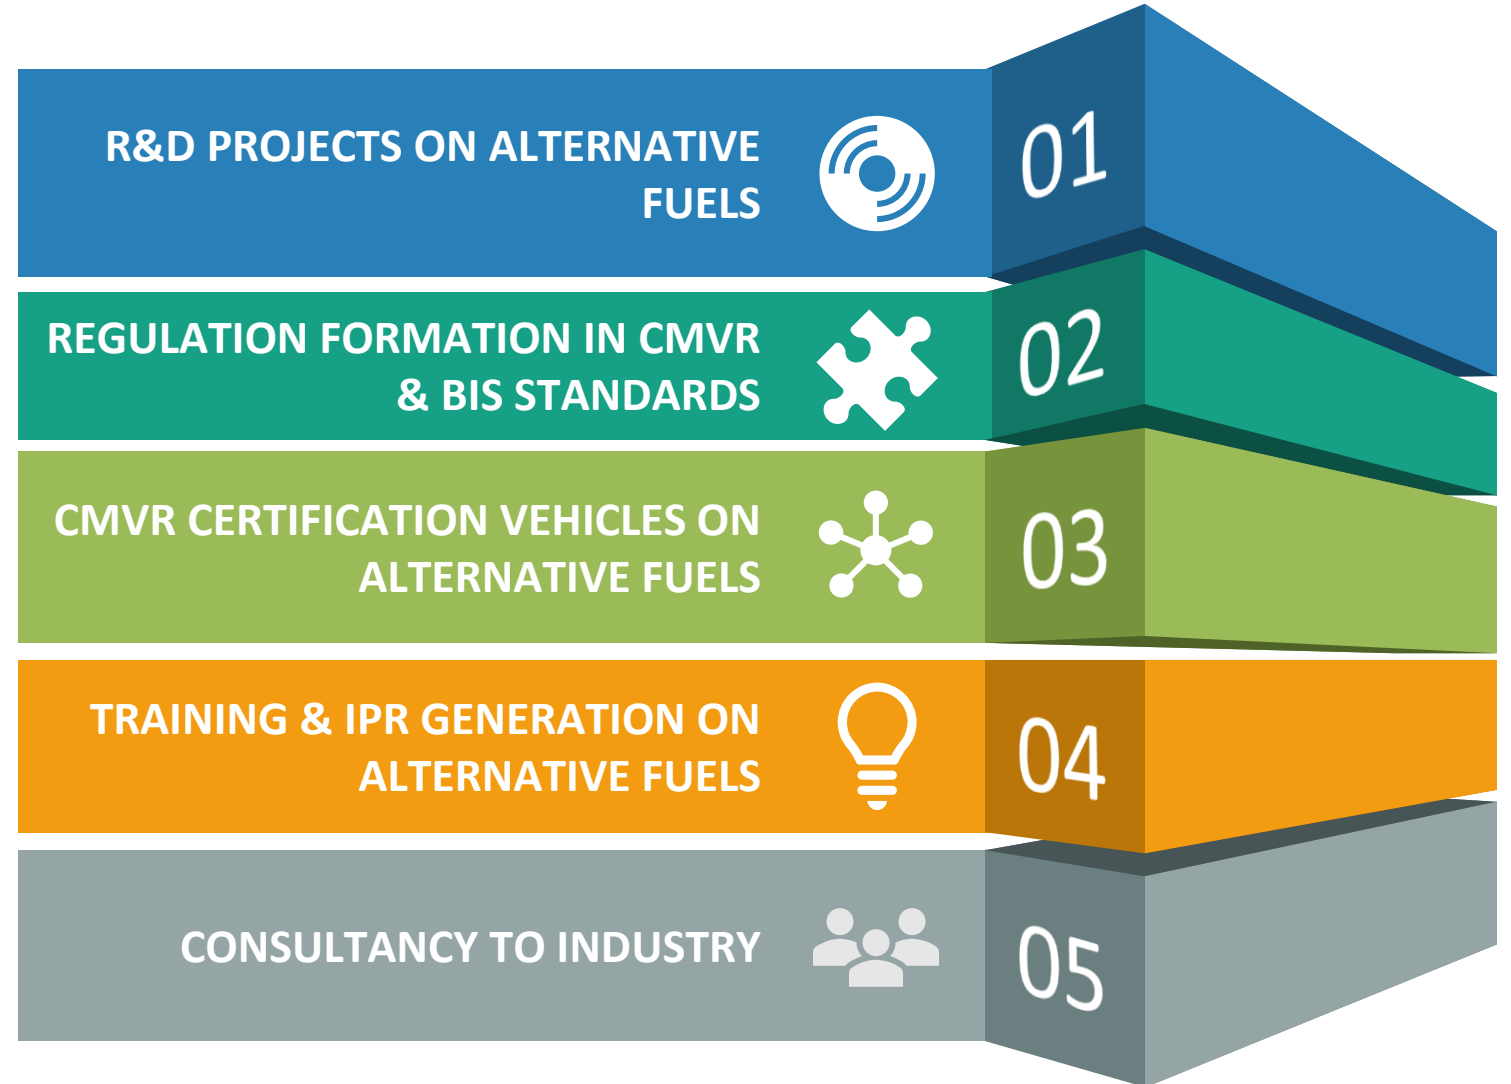 R&D PROJECTS ON ALTERNATIVE
FUELS
01
REGULATION FORMATION IN CMVR
& BIS STANDARDS
02
CMVR CERTIFICATION VEHICLES ON
ALTERNATIVE FUELS
03
TRAINING & IPR GENERATION ON
ALTERNATIVE FUELS
04
CONSULTANCY TO INDUSTRY
05